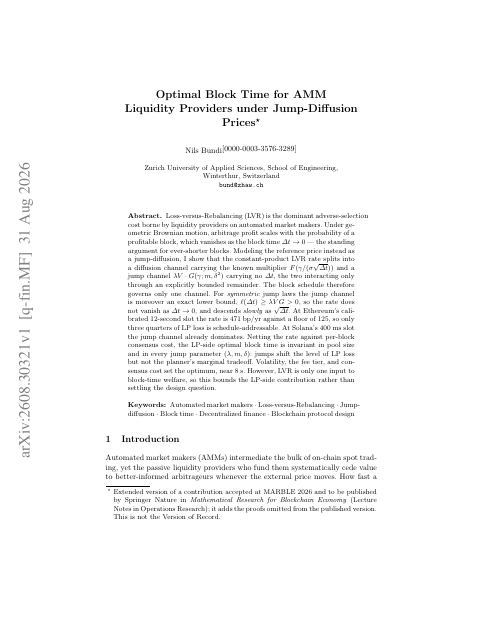 Optimal Block Time for AMM
Liquidity Providers under Jump-Diffusion
Prices*
Nils Bundi[0000-0003-3576-3289]
Zurich University of Applied Sciences, School of Engineering,
Winterthur, Switzerland
bund@zhaw.ch
Abstract. Loss-versus-Rebalancing (LVR) is the dominant adverse-selection
cost borne by liquidity providers on automated market makers. Under ge-
ometric Brownian motion, arbitrage profit scales with the probability of a
profitable block, which vanishes as the block time Δt → 0 — the standing
argument for ever-shorter blocks. Modeling the reference price instead as
a jump-diffusion, I show that the constant-product LVR rate splits into
a diffusion channel carrying the known multiplier F(γ/(σ√Δt)) and a
jump channel λV · G(γ; m, δ²) carrying no Δt, the two interacting only
through an explicitly bounded remainder. The block schedule therefore
governs only one channel. For symmetric jump laws the jump channel
is moreover an exact lower bound, ℓ(Δt) ≥ λV G > 0, so the rate does
not vanish as Δt → 0, and descends slowly as √Δt. At Ethereum's cali-
brated 12-second slot the rate is 471 bp/yr against a floor of 125, so only
three quarters of LP loss is schedule-addressable. At Solana's 400 ms slot
the jump channel already dominates. Netting the rate against per-block
consensus cost, the LP-side optimal block time is invariant in pool size
and in every jump parameter (λ, m, δ): jumps shift the level of LP loss
but not the planner's marginal tradeoff. Volatility, the fee tier, and con-
sensus cost set the optimum, near 8 s. However, LVR is only one input to
block-time welfare, so this bounds the LP-side contribution rather than
settling the design question.
Keywords: Automated market makers · Loss-versus-Rebalancing · Jump-
diffusion · Block time · Decentralized finance · Blockchain protocol design
1 Introduction
Automated market makers (AMMs) intermediate the bulk of on-chain spot trad-
ing, yet the passive liquidity providers who fund them systematically cede value
to better-informed arbitrageurs whenever the external price moves. How fast a
* Extended version of a contribution accepted at MARBLE 2026 and to be published
by Springer Nature in Mathematical Research for Blockchain Economy (Lecture
Notes in Operations Research); it adds the proofs omitted from the published version.
This is not the Version of Record.
arXiv:2608.30321v1 [q-fin.MF] 31 Aug 2026